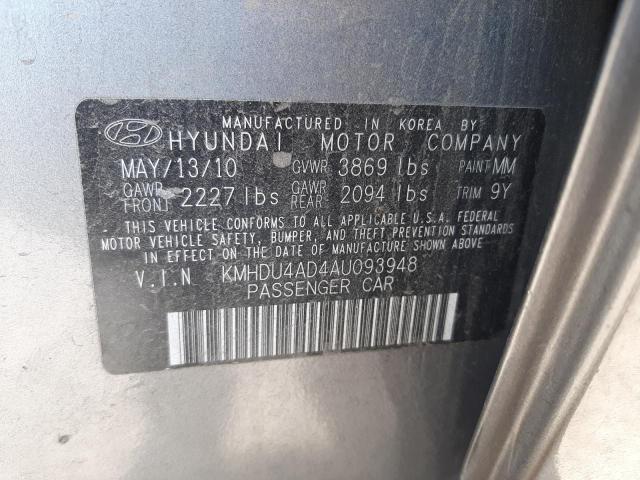 MANUFACTURED IN KOREA BY
HYUNDAI MOTOR COMPANY
MAY/13/10 GVWR 3869 lbs PAINT MM
GAWR FRONT 2227 lbs GAWR REAR 2094 lbs TRIM 9Y
THIS VEHICLE CONFORMS TO ALL APPLICABLE U.S.A. FEDERAL
MOTOR VEHICLE SAFETY, BUMPER, AND THEFT PREVENTION STANDARDS
IN EFFECT ON THE DATE OF MANUFACTURE SHOWN ABOVE.
V.I.N. KMHDU4AD4AU093948
PASSENGER CAR